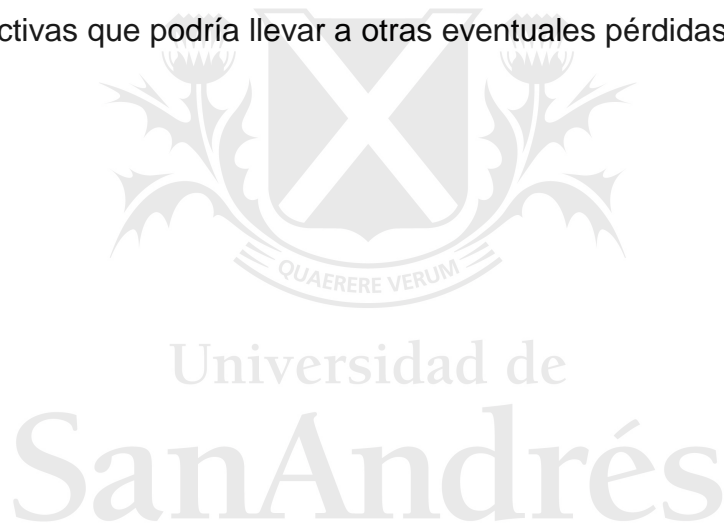 ctivas que podría llevar a otras eventuales pérdidas
QUAERERE VERUM
Universidad de
SanAndrés